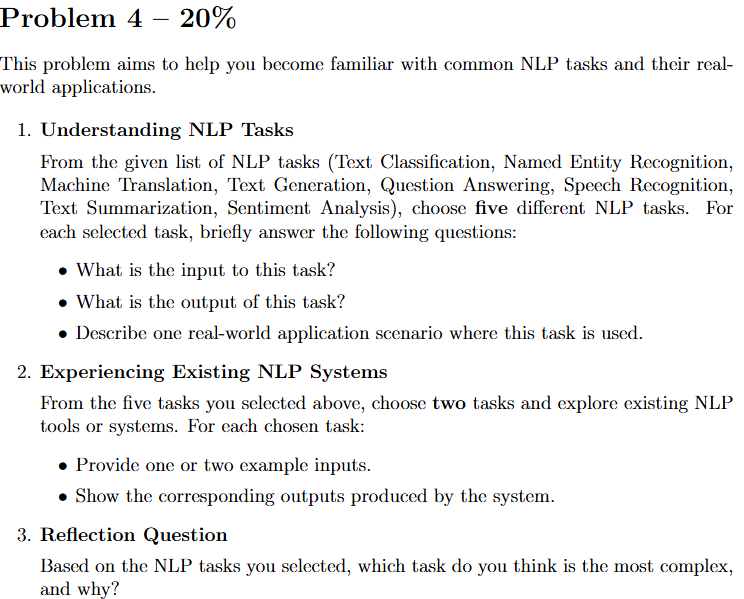 Problem 4 – 20%
This problem aims to help you become familiar with common NLP tasks and their real-
world applications.
1. Understanding NLP Tasks
From the given list of NLP tasks (Text Classification, Named Entity Recognition,
Machine Translation, Text Generation, Question Answering, Speech Recognition,
Text Summarization, Sentiment Analysis), choose five different NLP tasks. For
each selected task, briefly answer the following questions:
• What is the input to this task?
• What is the output of this task?
• Describe one real-world application scenario where this task is used.
2. Experiencing Existing NLP Systems
From the five tasks you selected above, choose two tasks and explore existing NLP
tools or systems. For each chosen task:
• Provide one or two example inputs.
• Show the corresponding outputs produced by the system.
3. Reflection Question
Based on the NLP tasks you selected, which task do you think is the most complex,
and why?